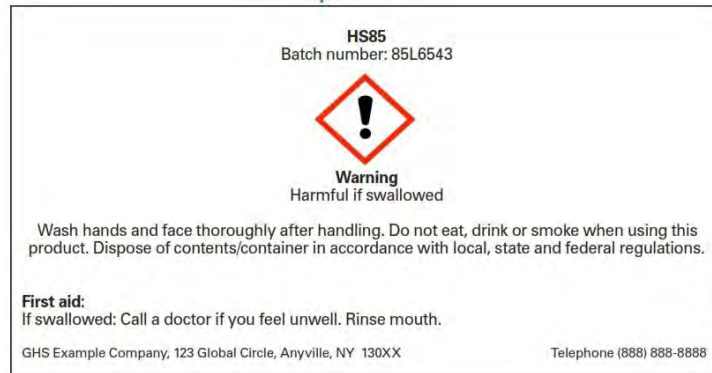 HS85
Batch number: 85L6543
Warning
Harmful if swallowed
Wash hands and face thoroughly after handling. Do not eat, drink or smoke when using this
product. Dispose of contents/container in accordance with local, state and federal regulations.
First aid:
If swallowed: Call a doctor if you feel unwell. Rinse mouth.
GHS Example Company, 123 Global Circle, Anyville, NY 130XX Telephone (888) 888-8888